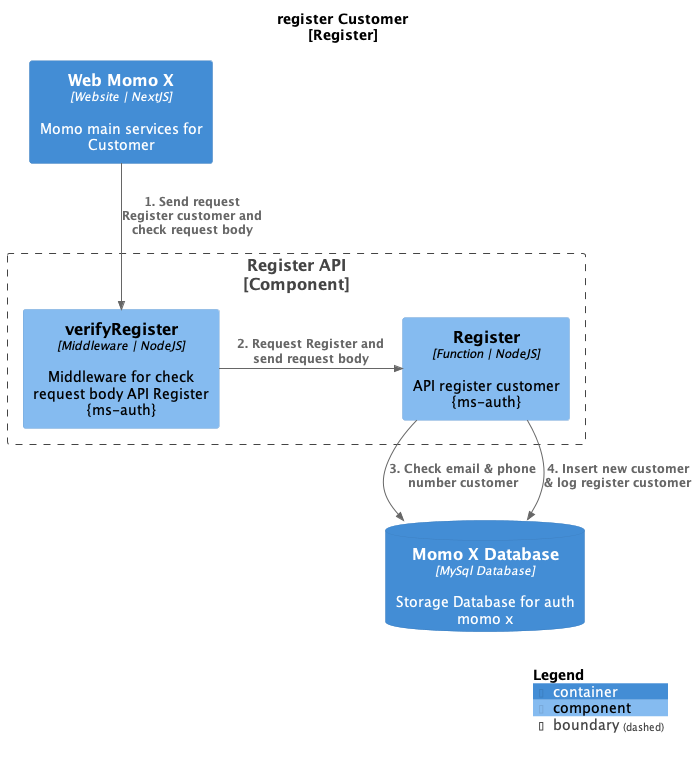 register Customer
[Register]
Web Momo X
[Website | NextJS]
Momo main services for
Customer
1. Send request
Register customer and
check request body
Register API
[Component]
verifyRegister
[Middleware | NodeJS]
Middleware for check
request body API Register
{ms-auth}
2. Request Register and
send request body
Register
[Function | NodeJS]
API register customer
{ms-auth}
3. Check email & phone
number customer
4. Insert new customer
& log register customer
Momo X Database
[MySql Database]
Storage Database for auth
momo x
Legend
container
component
boundary (dashed)